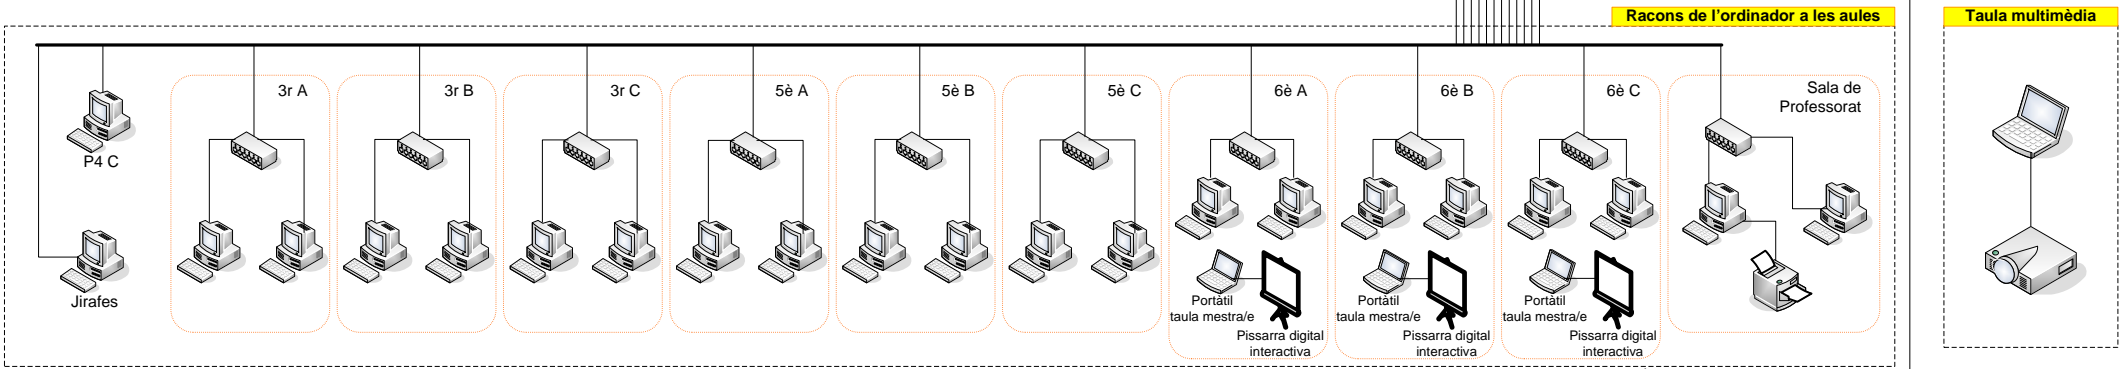 Racons de l'ordinador a les aules
Taula multimèdia
3r A
3r B
3r C
5è A
5è B
5è C
6è A
6è B
6è C
Sala de
Professorat
P4 C
Jirafes
Portàtil
taula mestra/e
Pissarra digital
interactiva
Portàtil
taula mestra/e
Pissarra digital
interactiva
Portàtil
taula mestra/e
Pissarra digital
interactiva